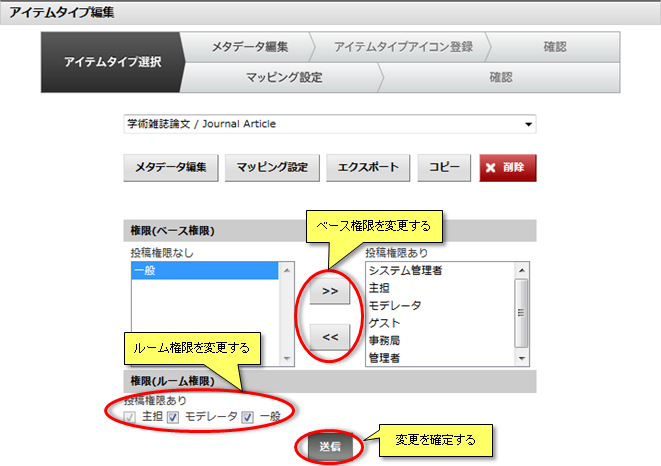 アイテムタイプ編集
アイテムタイプ選択
メタデータ編集
アイテムタイプアイコン登録
確認
マッピング設定
確認
学術雑誌論文 / Journal Article
メタデータ編集
マッピング設定
エクスポート
コピー
削除
ベース権限を変更する
権限(ベース権限)
投稿権限なし
投稿権限あり
一般
システム管理者
主担
モデレータ
ゲスト
事務局
管理者
>>
<<
ルーム権限を変更する
権限(ルーム権限)
投稿権限あり
主担 モデレータ 一般
送信
変更を確定する